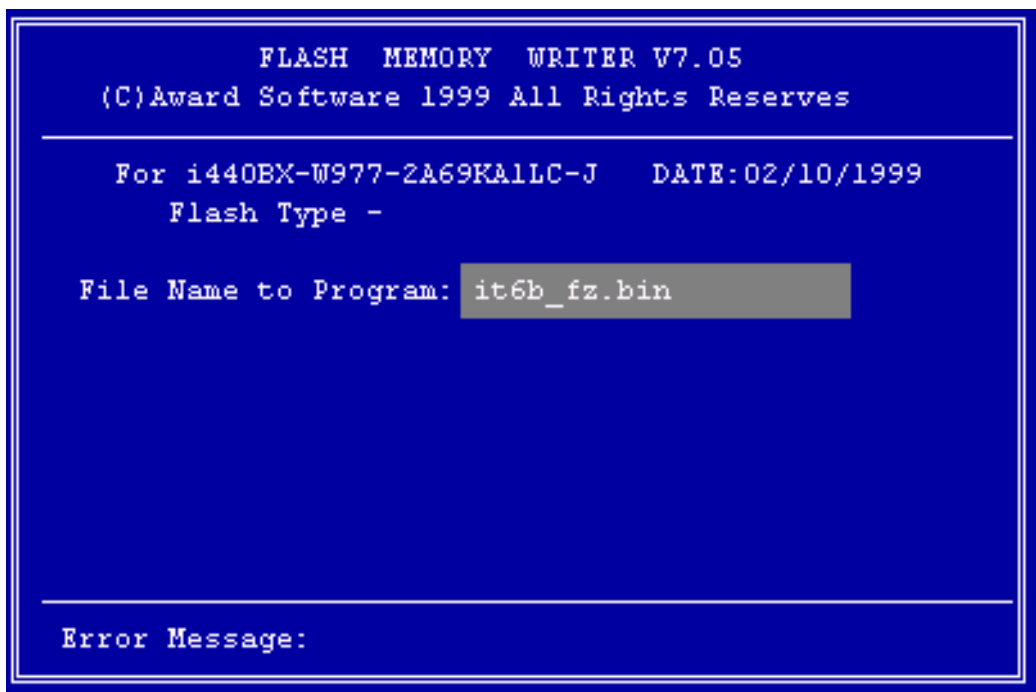 FLASH MEMORY WRITER V7.05
(C)Award Software 1999 All Rights Reserves
For i440BX-W977-2A69KA1LC-J DATE:02/10/1999
Flash Type -
File Name to Program: it6b_fz.bin
Error Message: